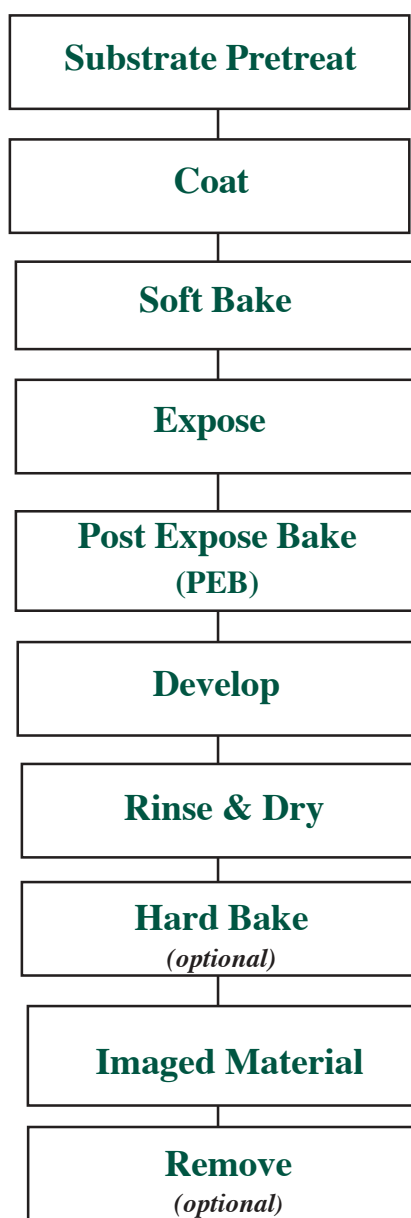 Substrate Pretreat
Coat
Soft Bake
Expose
Post Expose Bake
(PEB)
Develop
Rinse & Dry
Hard Bake
(optional)
Imaged Material
Remove
(optional)